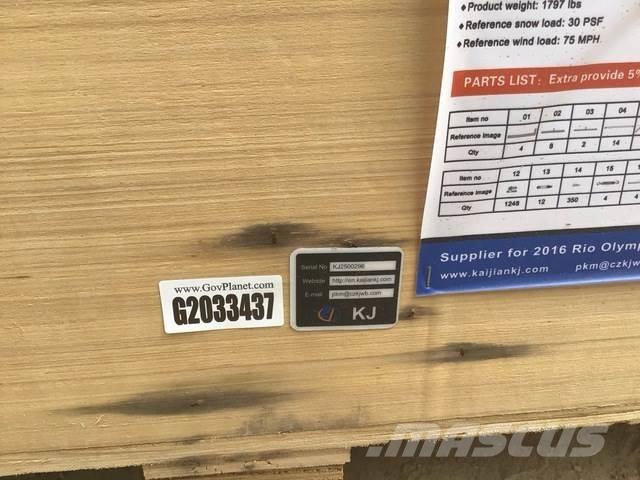 •Product weight: 1797 lbs
•Reference snow load: 30 PSF
•Reference wind load: 75 MPH
PARTS LIST: Extra provide 5%
Item no 01 02 03 04
Reference image
Qty 4 8 2 14
Item no 12 13 14 15
Reference image
Qty 1248 12 350 4 4
Supplier for 2016 Rio Olymp
www.kaijiankj.com pkm@czkjwb.com
www.GovPlanet.com
G2033437
Serial No KJ2500296
Website http://en.kaijiankj.com
E-mail pkm@czkjwb.com
KJ
MASCUS